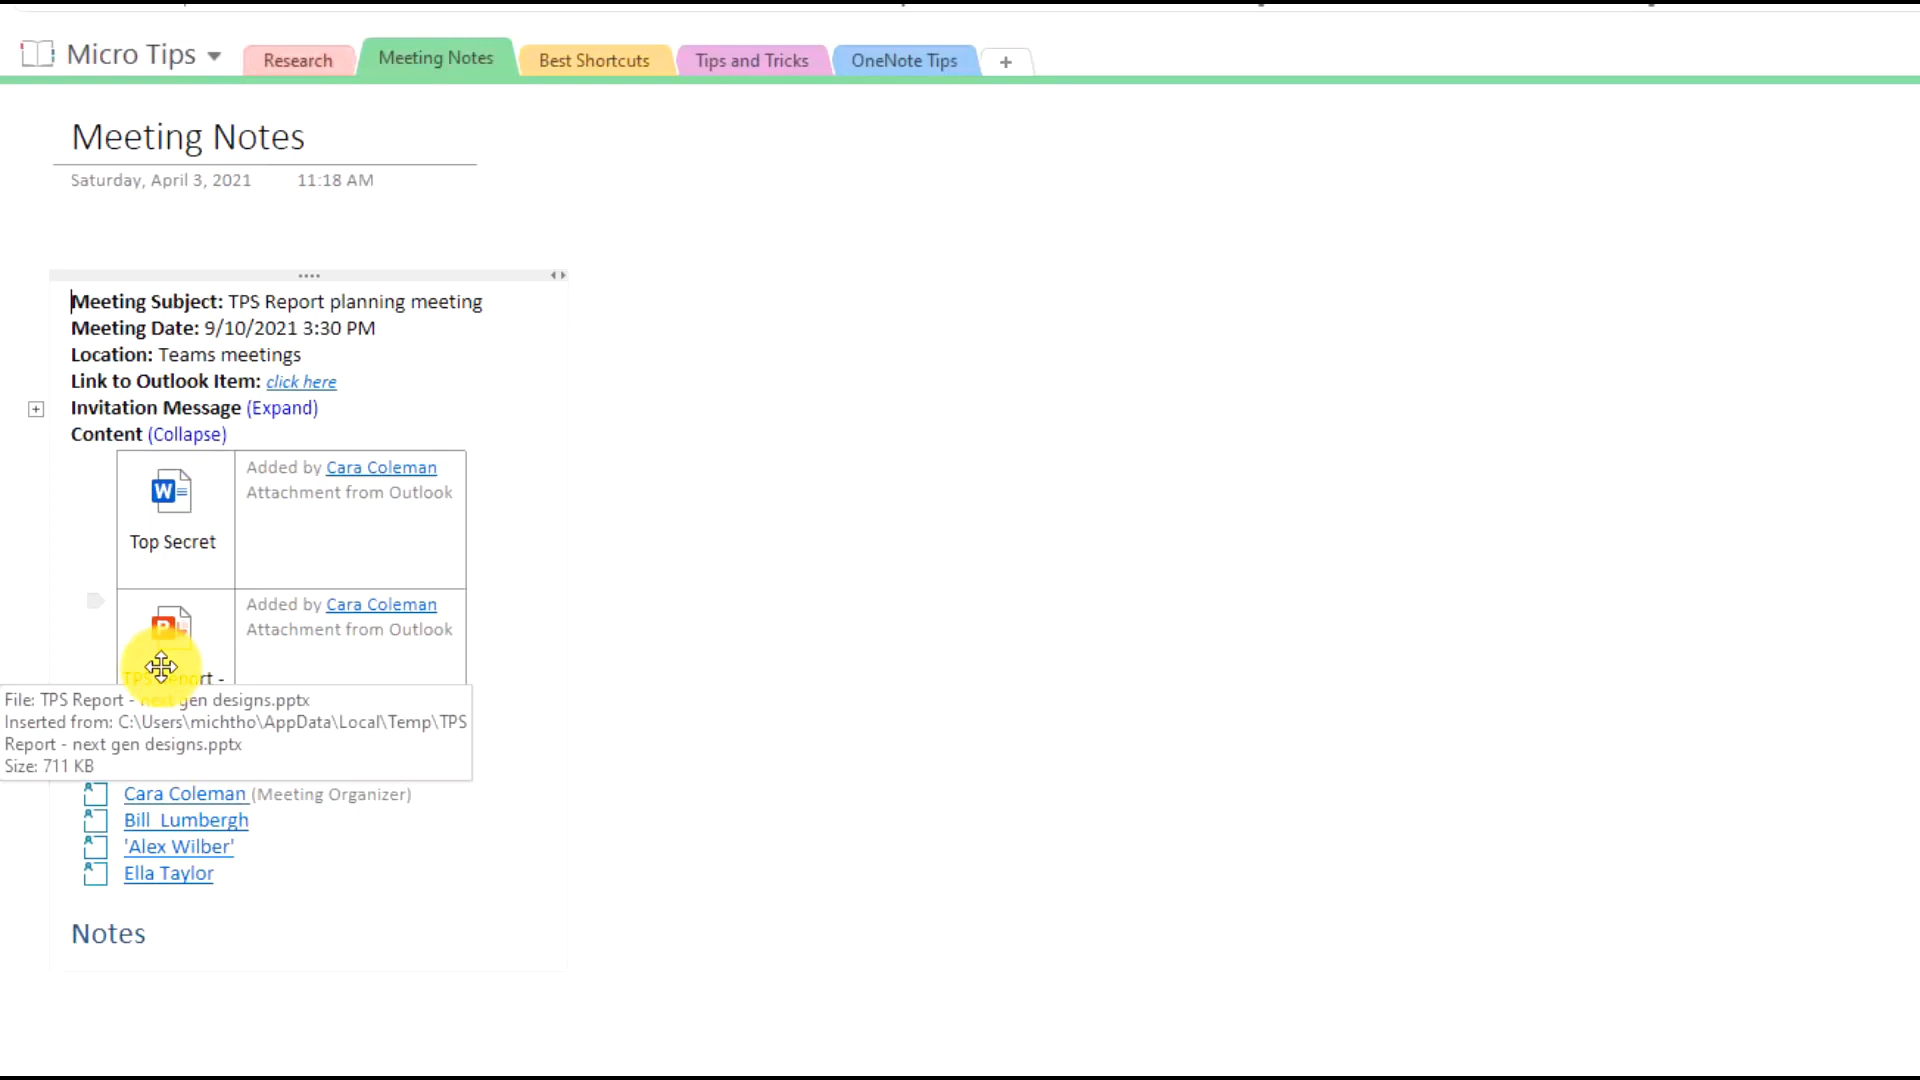 Micro Tips
Research
Meeting Notes
Best Shortcuts
Tips and Tricks
OneNote Tips
+
Meeting Notes
Saturday, April 3, 2021 11:18 AM
Meeting Subject: TPS Report planning meeting
Meeting Date: 9/10/2021 3:30 PM
Location: Teams meetings
Link to Outlook Item: click here
Invitation Message (Expand)
Content (Collapse)
W
Top Secret
Added by Cara Coleman
Attachment from Outlook
P
TPS Report -
Added by Cara Coleman
Attachment from Outlook
File: TPS Report - next gen designs.pptx
Inserted from: C:\Users\michtho\AppData\Local\Temp\TPS
Report - next gen designs.pptx
Size: 711 KB
Cara Coleman (Meeting Organizer)
Bill Lumbergh
'Alex Wilber'
Ella Taylor
Notes